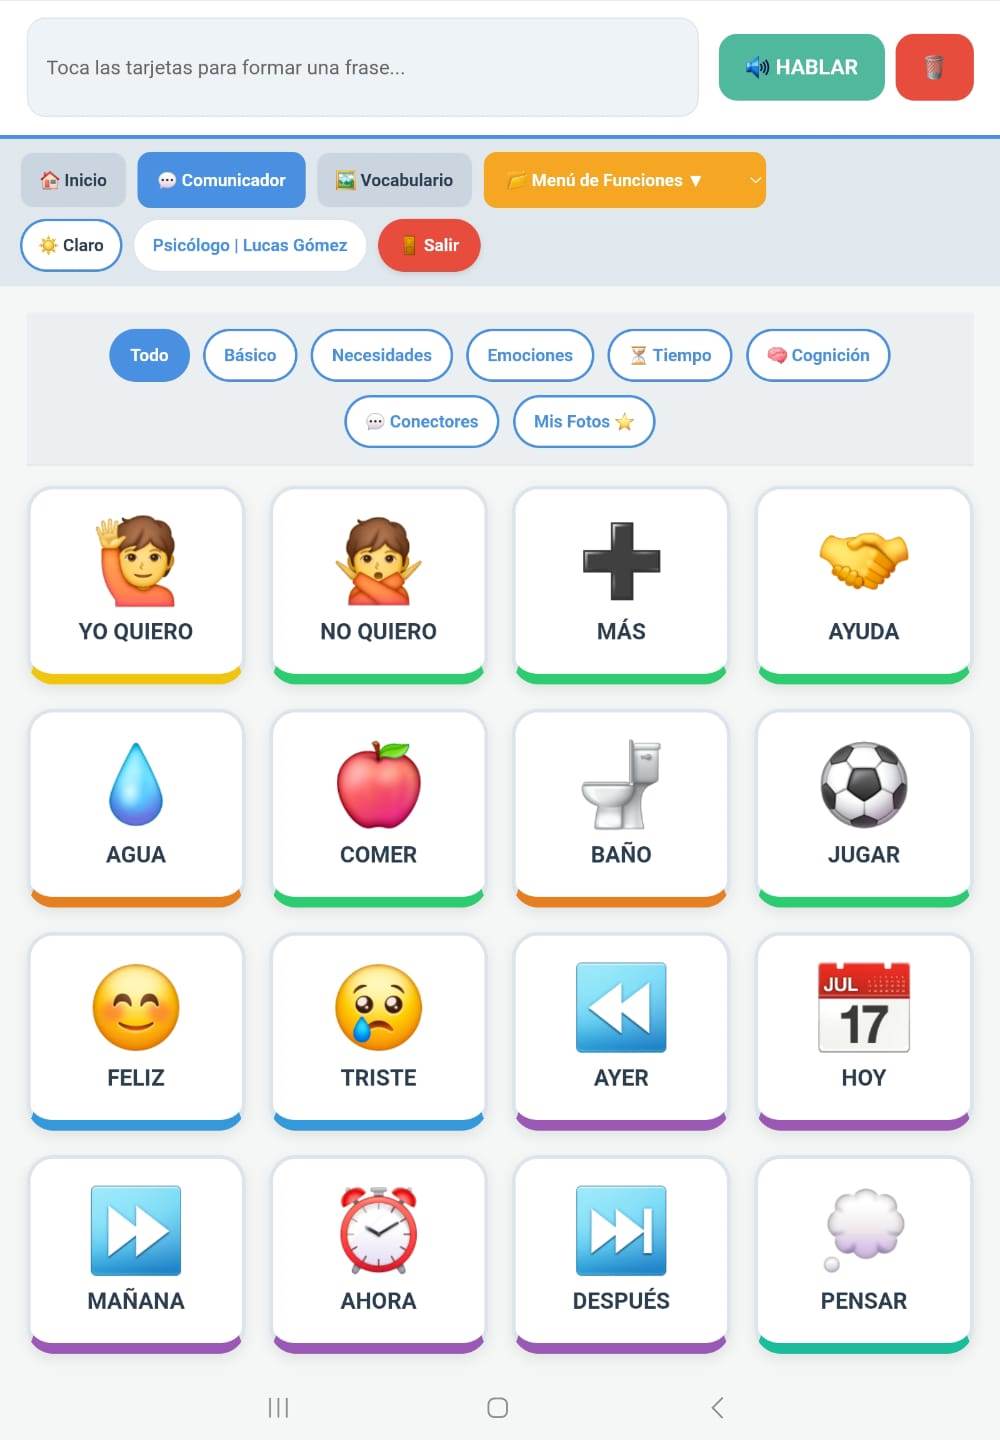 Toca las tarjetas para formar una frase...
HABLAR
Inicio
Comunicador
Vocabulario
Menú de Funciones ▼
Claro
Psicólogo | Lucas Gómez
Salir
Todo
Básico
Necesidades
Emociones
Tiempo
Cognición
Conectores
Mis Fotos
YO QUIERO
NO QUIERO
MÁS
AYUDA
AGUA
COMER
BAÑO
JUGAR
FELIZ
TRISTE
AYER
JUL
17
HOY
MAÑANA
AHORA
DESPUÉS
PENSAR